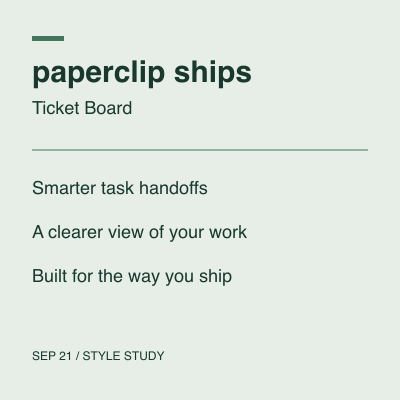 paperclip ships
Ticket Board
Smarter task handoffs
A clearer view of your work
Built for the way you ship
SEP 21 / STYLE STUDY